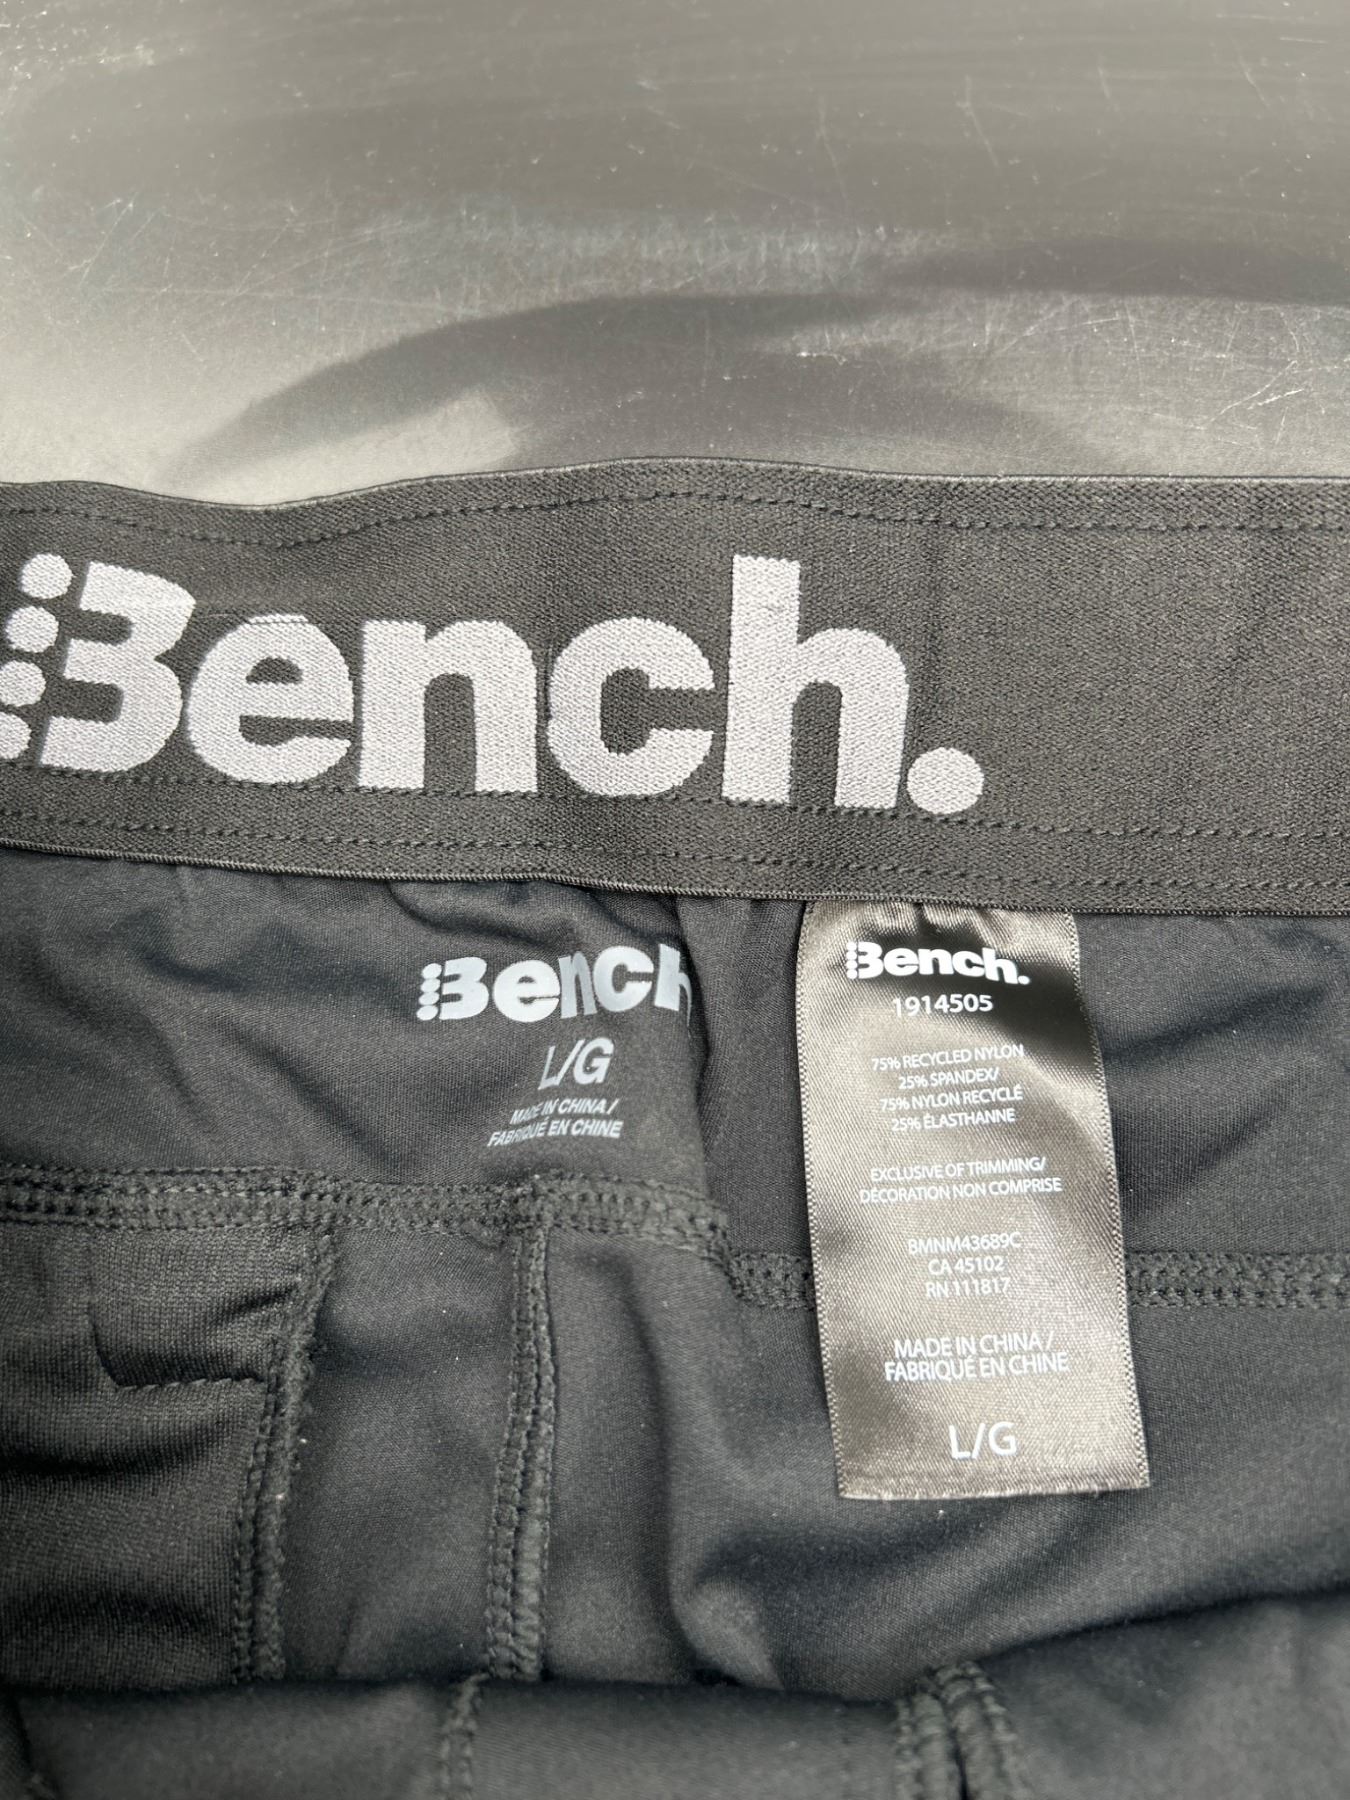 Bench.
Bench
L/G
MADE IN CHINA /
FABRIQUÉ EN CHINE
Bench.
1914505
75% RECYCLED NYLON
25% SPANDEX/
75% NYLON RECYCLÉ
25% ÉLASTHANNE
EXCLUSIVE OF TRIMMING/
DÉCORATION NON COMPRISE
BMNM43689C
CA 45102
RN 111817
MADE IN CHINA /
FABRIQUÉ EN CHINE
L/G